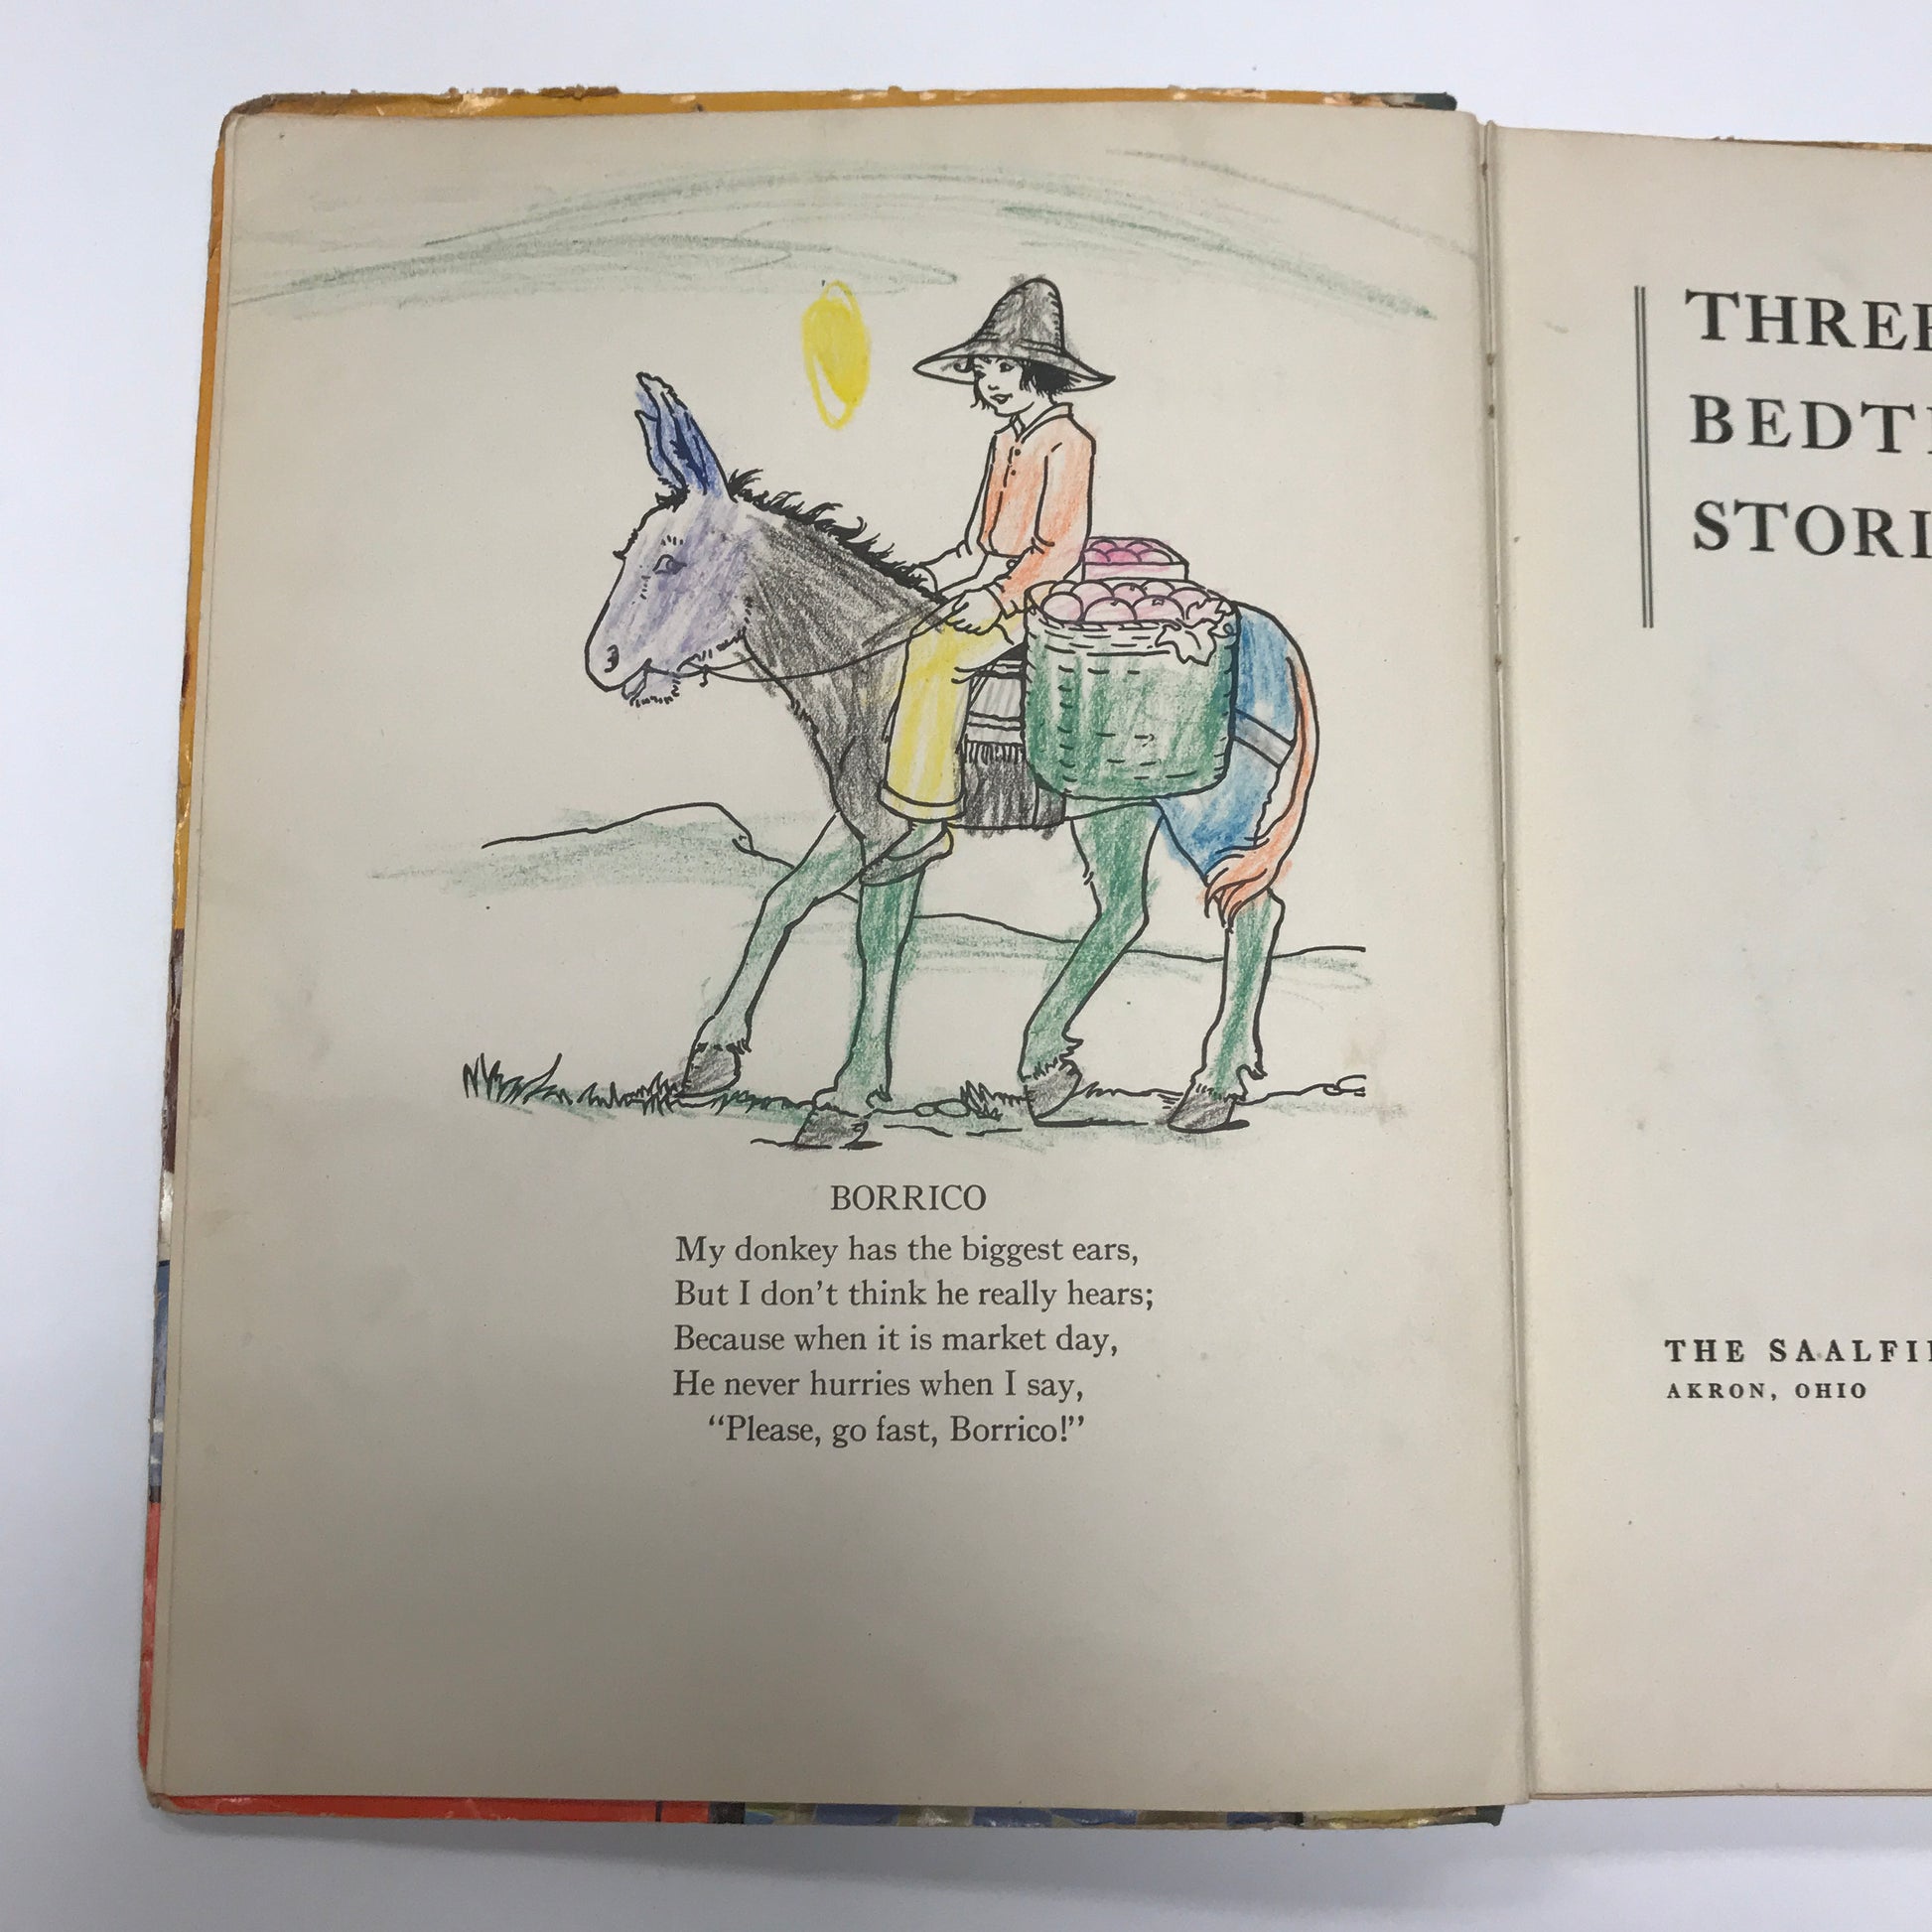 BORRICO
My donkey has the biggest ears,
But I don't think he really hears;
Because when it is market day,
He never hurries when I say,
“Please, go fast, Borrico!”
THREE
BEDT
STORI
THE SAALFI
AKRON, OHIO